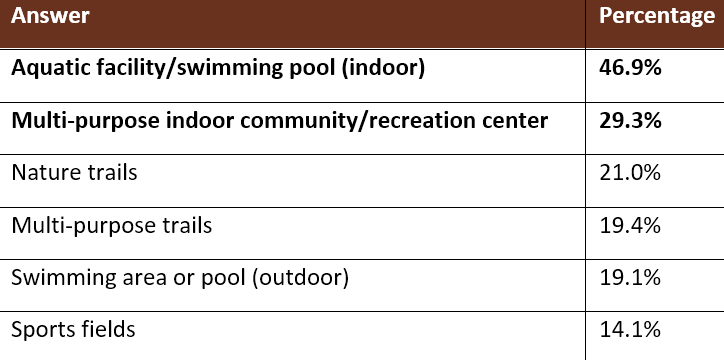 Answer Percentage
Aquatic facility/swimming pool (indoor) 46.9%
Multi-purpose indoor community/recreation center 29.3%
Nature trails 21.0%
Multi-purpose trails 19.4%
Swimming area or pool (outdoor) 19.1%
Sports fields 14.1%